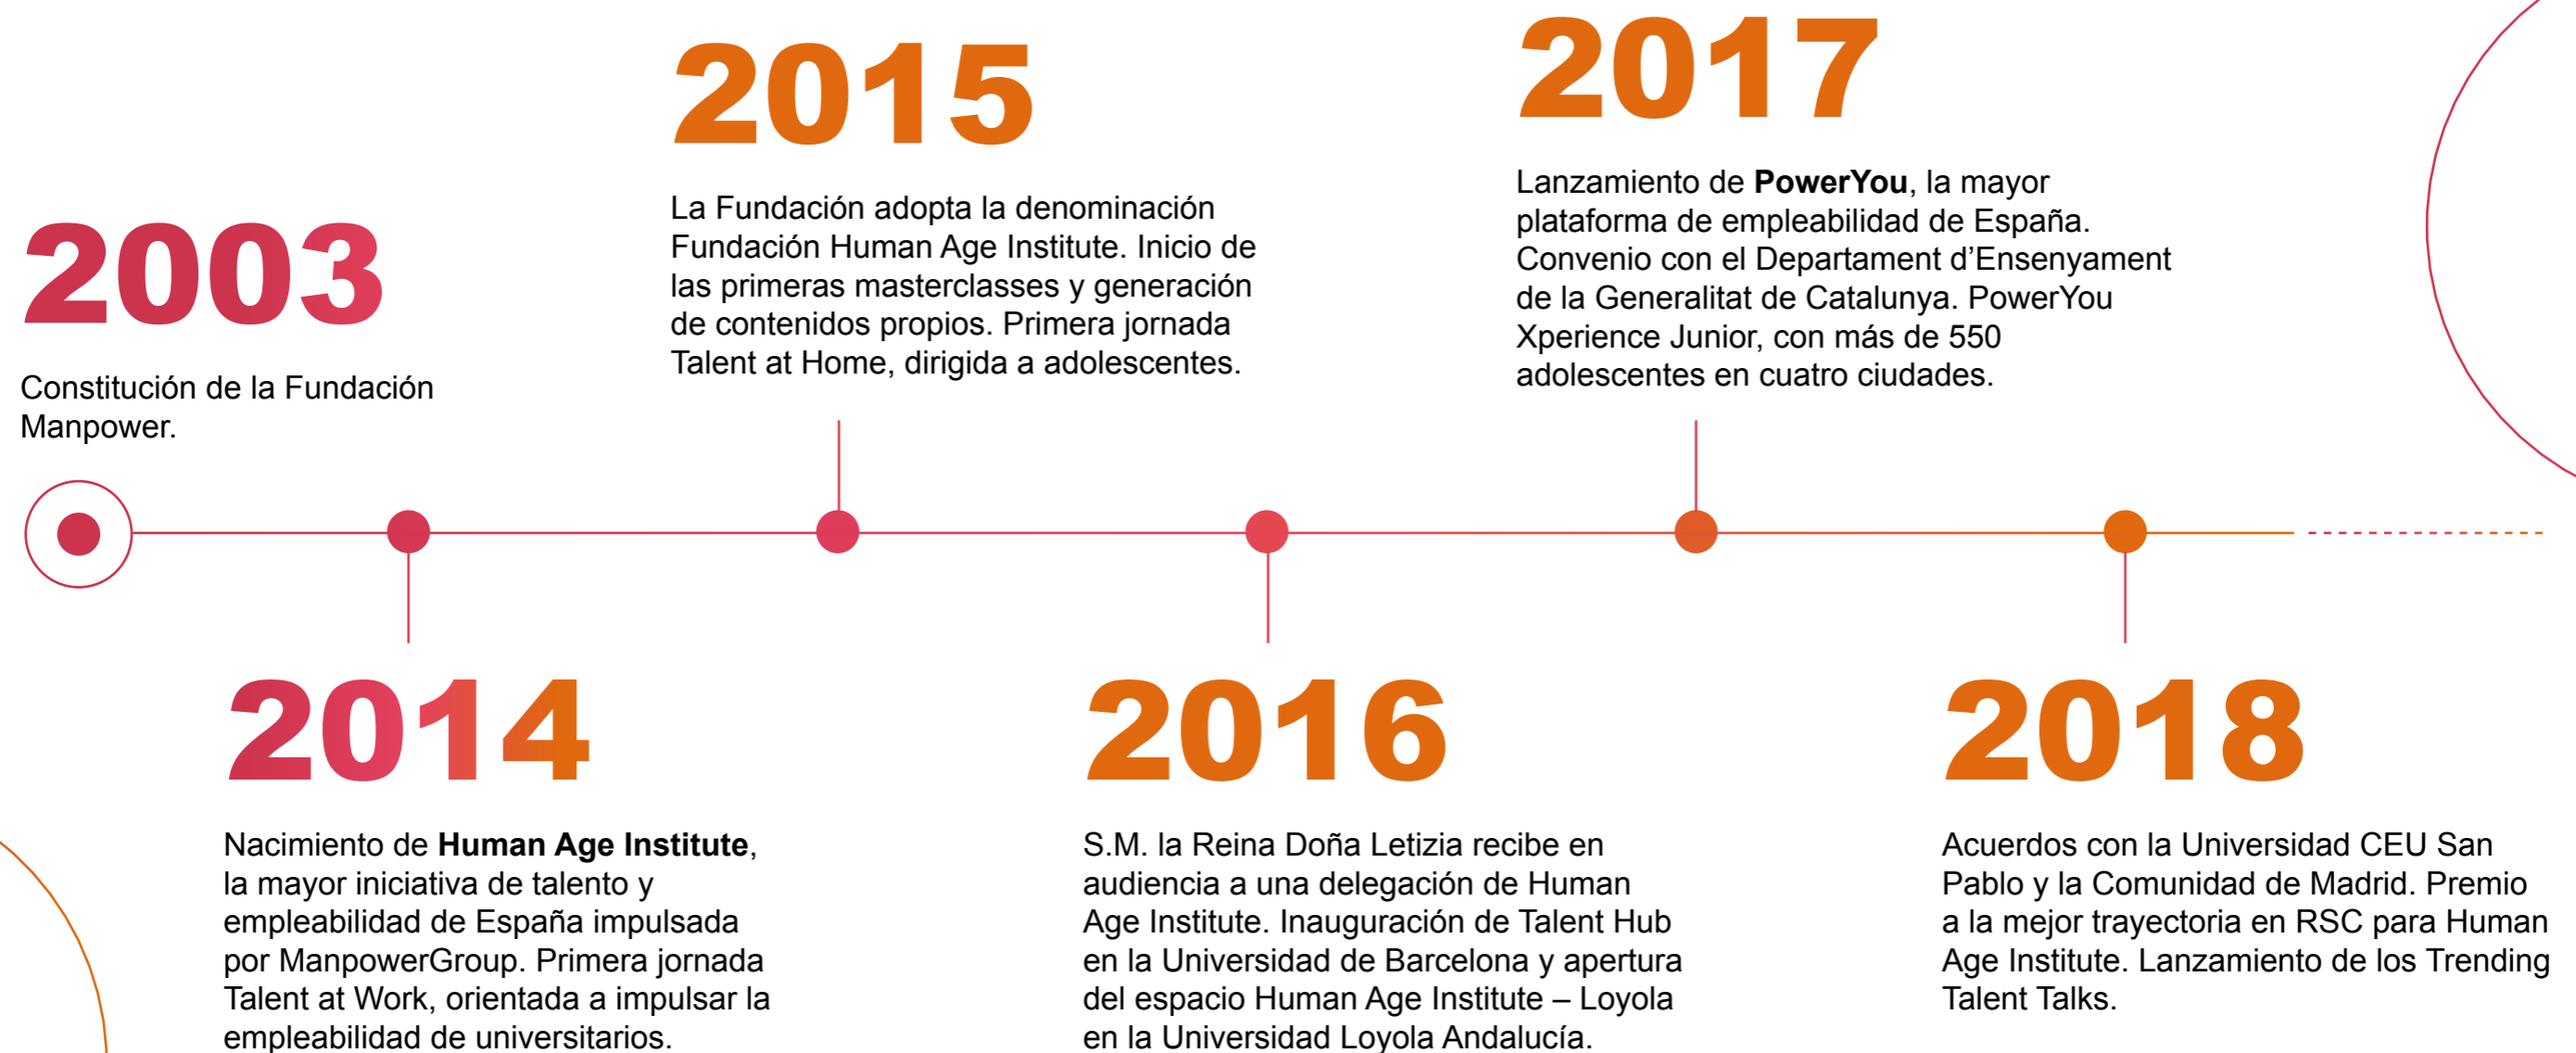 2003
Constitución de la Fundación
Manpower.
2014
Nacimiento de Human Age Institute,
la mayor iniciativa de talento y
empleabilidad de España impulsada
por ManpowerGroup. Primera jornada
Talent at Work, orientada a impulsar la
empleabilidad de universitarios.
2015
La Fundación adopta la denominación
Fundación Human Age Institute. Inicio de
las primeras masterclasses y generación
de contenidos propios. Primera jornada
Talent at Home, dirigida a adolescentes.
2016
S.M. la Reina Doña Letizia recibe en
audiencia a una delegación de Human
Age Institute. Inauguración de Talent Hub
en la Universidad de Barcelona y apertura
del espacio Human Age Institute – Loyola
en la Universidad Loyola Andalucía.
2017
Lanzamiento de PowerYou, la mayor
plataforma de empleabilidad de España.
Convenio con el Departament d’Ensenyament
de la Generalitat de Catalunya. PowerYou
Xperience Junior, con más de 550
adolescentes en cuatro ciudades.
2018
Acuerdos con la Universidad CEU San
Pablo y la Comunidad de Madrid. Premio
a la mejor trayectoria en RSC para Human
Age Institute. Lanzamiento de los Trending
Talent Talks.